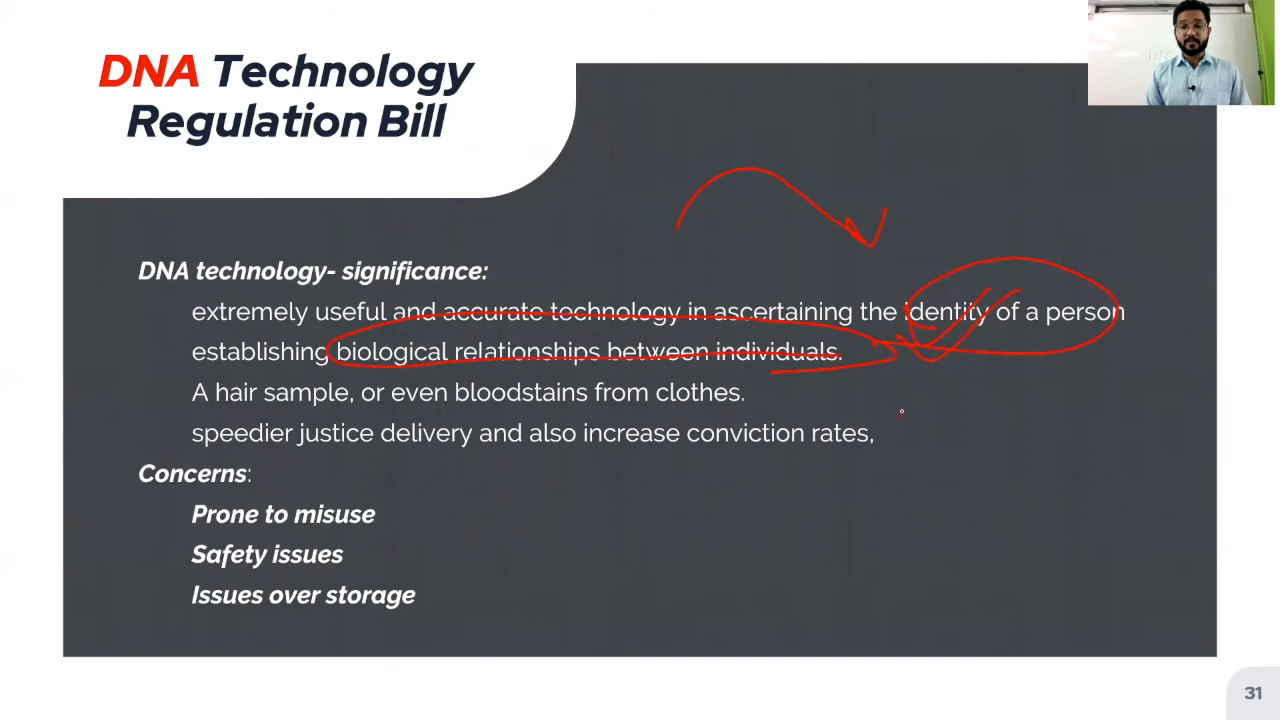 DNA Technology
Regulation Bill
DNA technology- significance:
extremely useful and accurate technology in ascertaining the identity of a person
establishing biological relationships between individuals.
A hair sample, or even bloodstains from clothes.
speedier justice delivery and also increase conviction rates,
Concerns:
Prone to misuse
Safety issues
Issues over storage
31